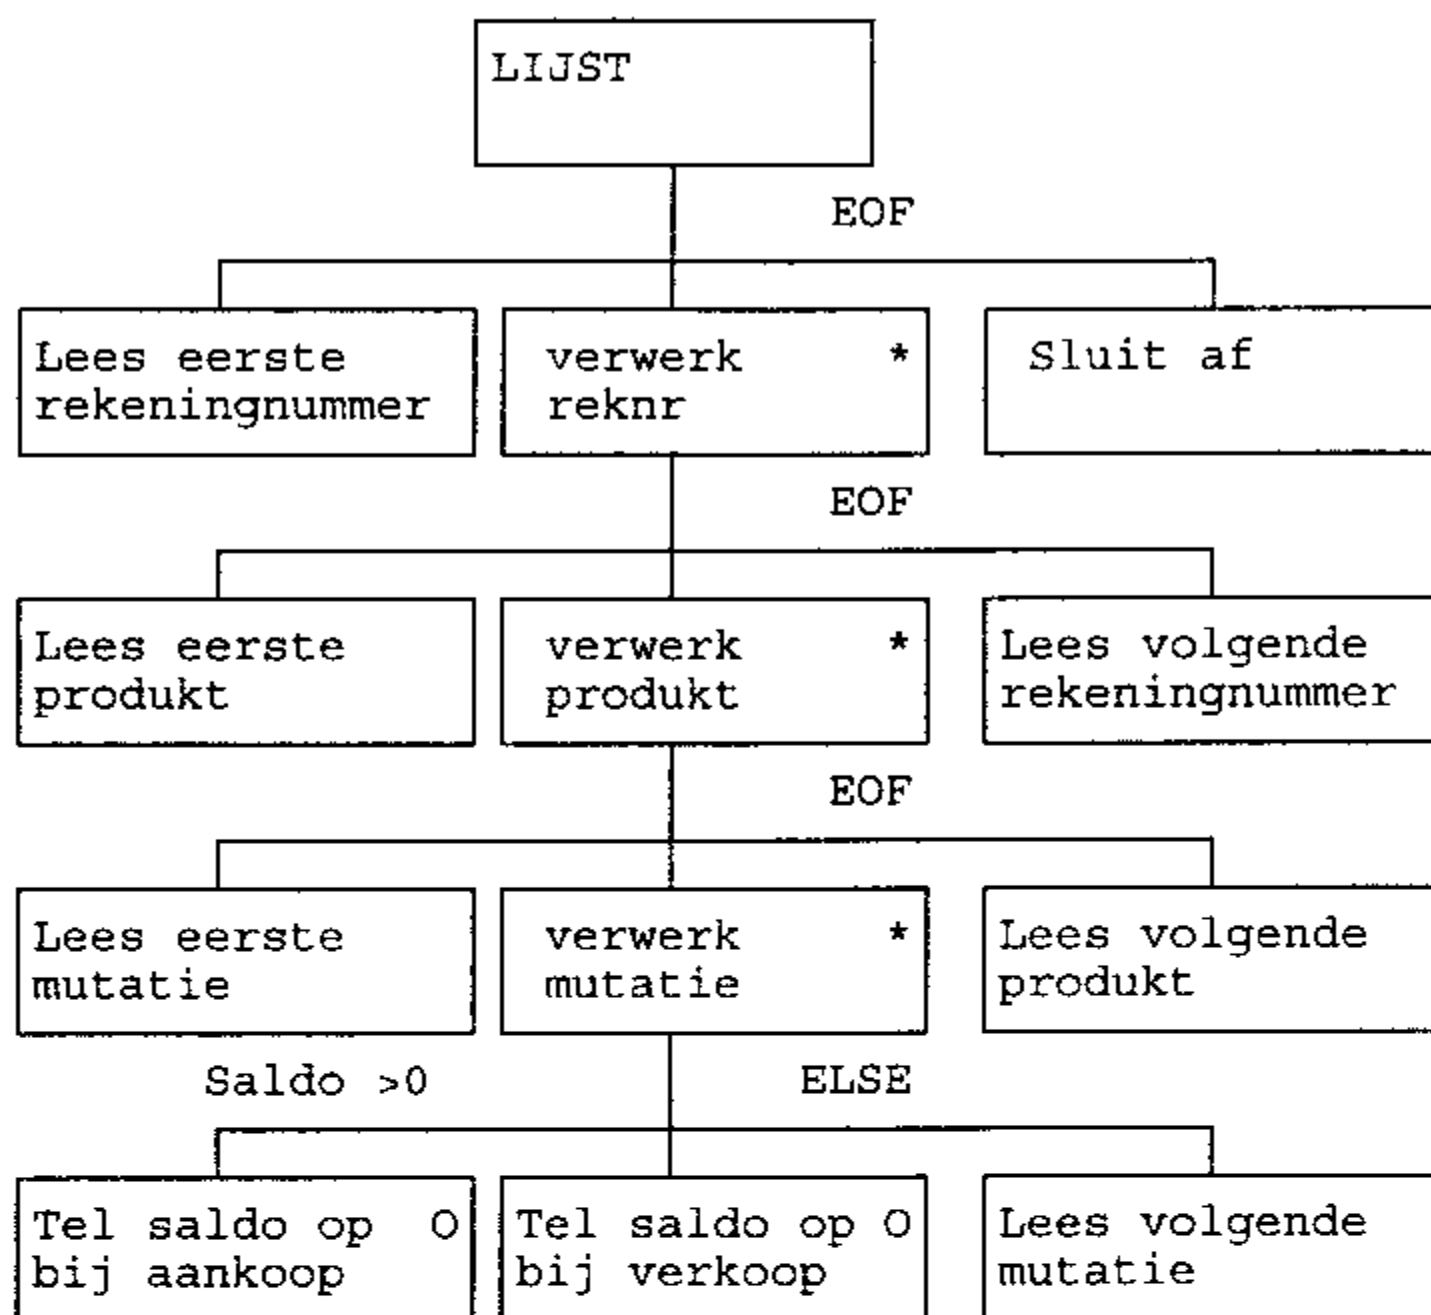 LIJST
EOF
Lees eerste
rekeningnummer
verwerk *
reknr
Sluit af
EOF
Lees eerste
produkt
verwerk *
produkt
Lees volgende
rekeningnummer
EOF
Lees eerste
mutatie
verwerk *
mutatie
Lees volgende
produkt
Saldo >0
ELSE
Tel saldo op O
bij aankoop
Tel saldo op O
bij verkoop
Lees volgende
mutatie